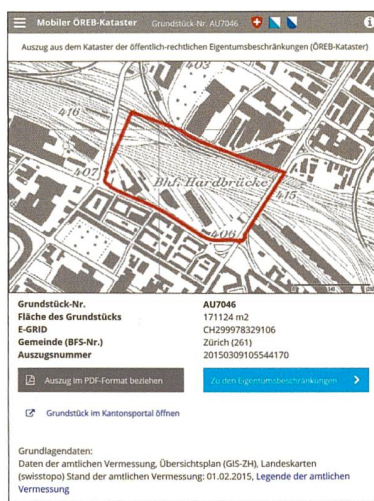 Mobiler ÖREB-Kataster Grundstück-Nr. AU7046
Auszug aus dem Kataster der öffentlich-rechtlichen Eigentumsbeschränkungen (ÖREB-Kataster)
403
416
407
Bhf. Hardbrücke
415
406
Grundstück-Nr. AU7046
Fläche des Grundstücks 171124 m2
E-GRID CH299978329106
Gemeinde (BFS-Nr.) Zürich (261)
Auszugsnummer 20150309105544170
Auszug im PDF-Format beziehen
Zu den Eigentumsbeschränkungen
Grundstück im Kantonsportal öffnen
Grundlagendaten:
Daten der amtlichen Vermessung, Übersichtsplan (GIS-ZH), Landeskarten
(swisstopo) Stand der amtlichen Vermessung: 01.02.2015, Legende der amtlichen
Vermessung